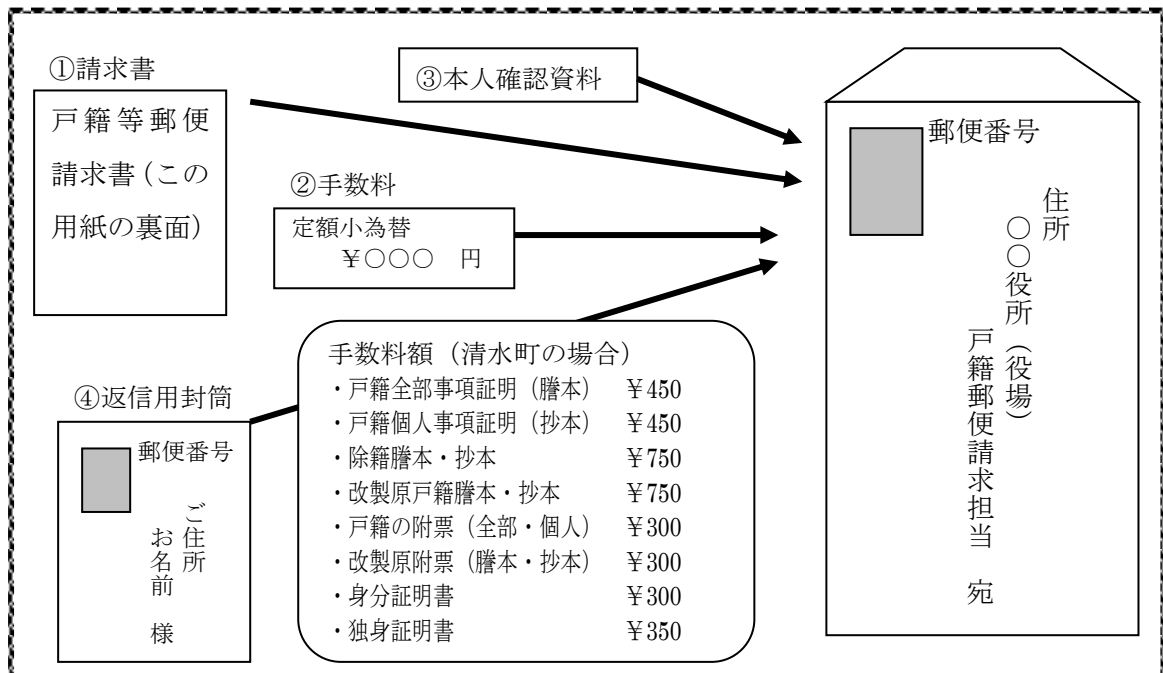 ①請求書
戸籍等郵便
請求書(この
用紙の裏面)
②手数料
定額小為替
￥○○○ 円
③本人確認資料
④返信用封筒
郵便番号
ご住所
お名前 様
手数料額(清水町の場合)
・戸籍全部事項証明(謄本) ￥450
・戸籍個人事項証明(抄本) ￥450
・除籍謄本・抄本 ￥750
・改製原戸籍謄本・抄本 ￥750
・戸籍の附票(全部・個人) ￥300
・改製原附票(謄本・抄本) ￥300
・身分証明書 ￥300
・独身証明書 ￥350
郵便番号
住所
○○役所(役場)
戸籍郵便請求担当 宛